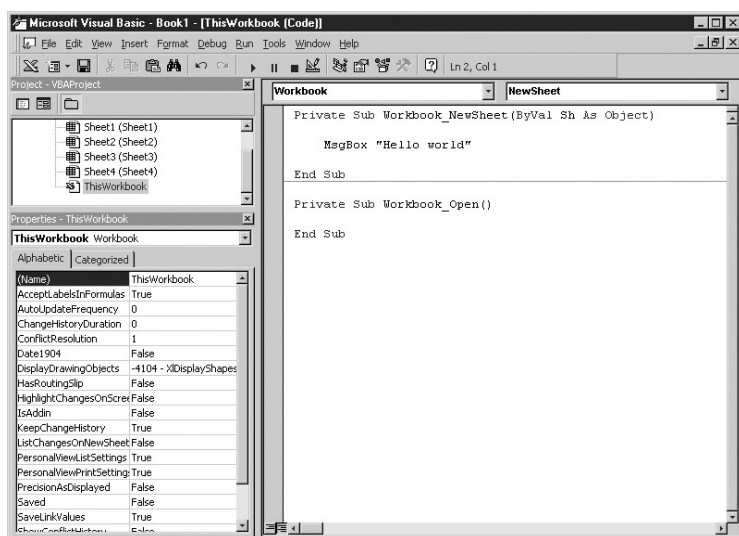 Microsoft Visual Basic - Book1 - [ThisWorkbook (Code)]
File Edit View Insert Format Debug Run Tools Window Help
Ln 2, Col 1
Project - VBAProject
Sheet1 (Sheet1)
Sheet2 (Sheet2)
Sheet3 (Sheet3)
Sheet4 (Sheet4)
ThisWorkbook
Properties - ThisWorkbook
ThisWorkbook Workbook
Alphabetic Categorized
(Name) ThisWorkbook
AcceptLabelsInFormulas True
AutoUpdateFrequency 0
ChangeHistoryDuration 0
ConflictResolution 1
Date1904 False
DisplayDrawingObjects -4104 - xlDisplayShapes
HasRoutingSlip False
HighlightChangesOnScree False
IsAddin False
KeepChangeHistory True
ListChangesOnNewSheet False
PersonalViewListSettings True
PersonalViewPrintSetting: True
PrecisionAsDisplayed False
Saved False
SaveLinkValues True
ShowConflictHistory False
Workbook NewSheet
Private Sub Workbook_NewSheet(ByVal Sh As Object)
MsgBox "Hello world"
End Sub
Private Sub Workbook_Open()
End Sub